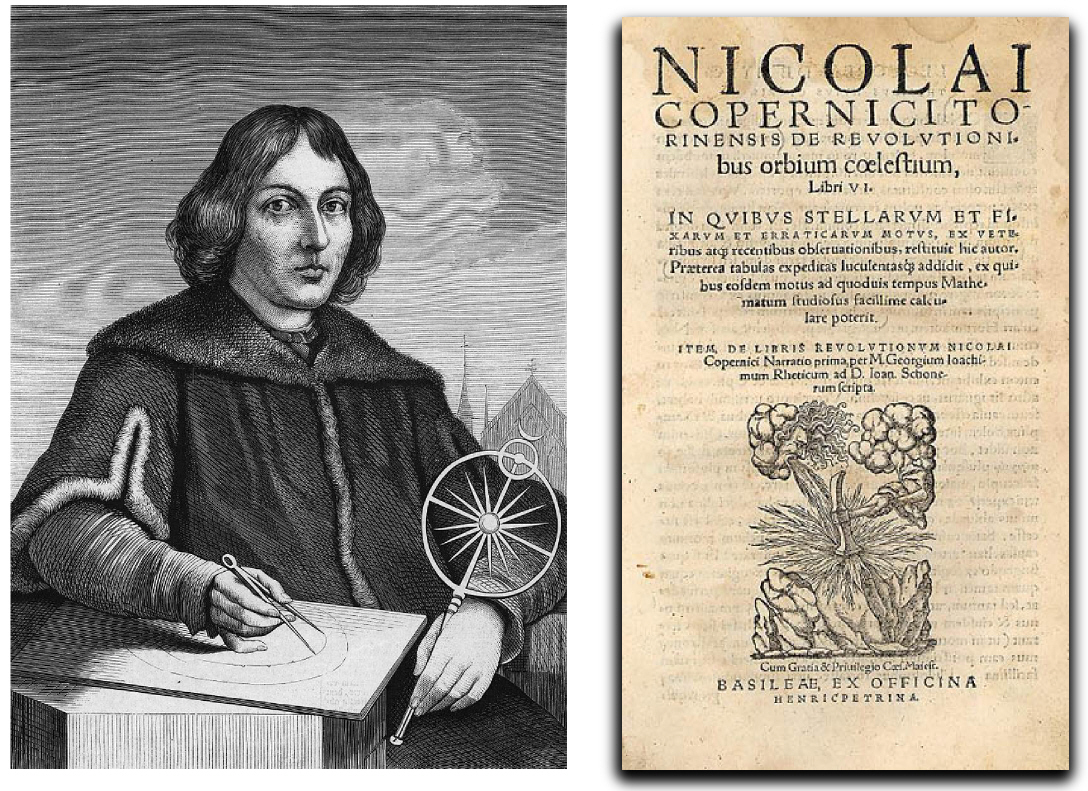 NICOLAI
COPERNICI TO-
RINENSIS DE REVOLVTIONI-
bus orbium cœlestium,
Libri VI.
IN QVIBVS STELLARVM ET FI-
XARVM ET ERRATICARVM MOTVS, EX VETE-
ribus atq́; recentibus obseruationibus, restituit hic autor.
Præterea tabulas expeditas luculentasq́; addidit, ex qui-
bus eosdem motus ad quoduis tempus Mathe-
matum studiosus facillime calcu-
lare poterit.
ITEM, DE LIBRIS REVOLVTIONVM NICOLAI
Copernici Narratio prima, per M. Georgium Ioachi-
mum Rheticum ad D. Ioan. Schone-
rum scripta.
Cum Gratia & Priuilegio Cæs. Maiest.
BASILEAE, EX OFFICINA
HENRICPETRINA.